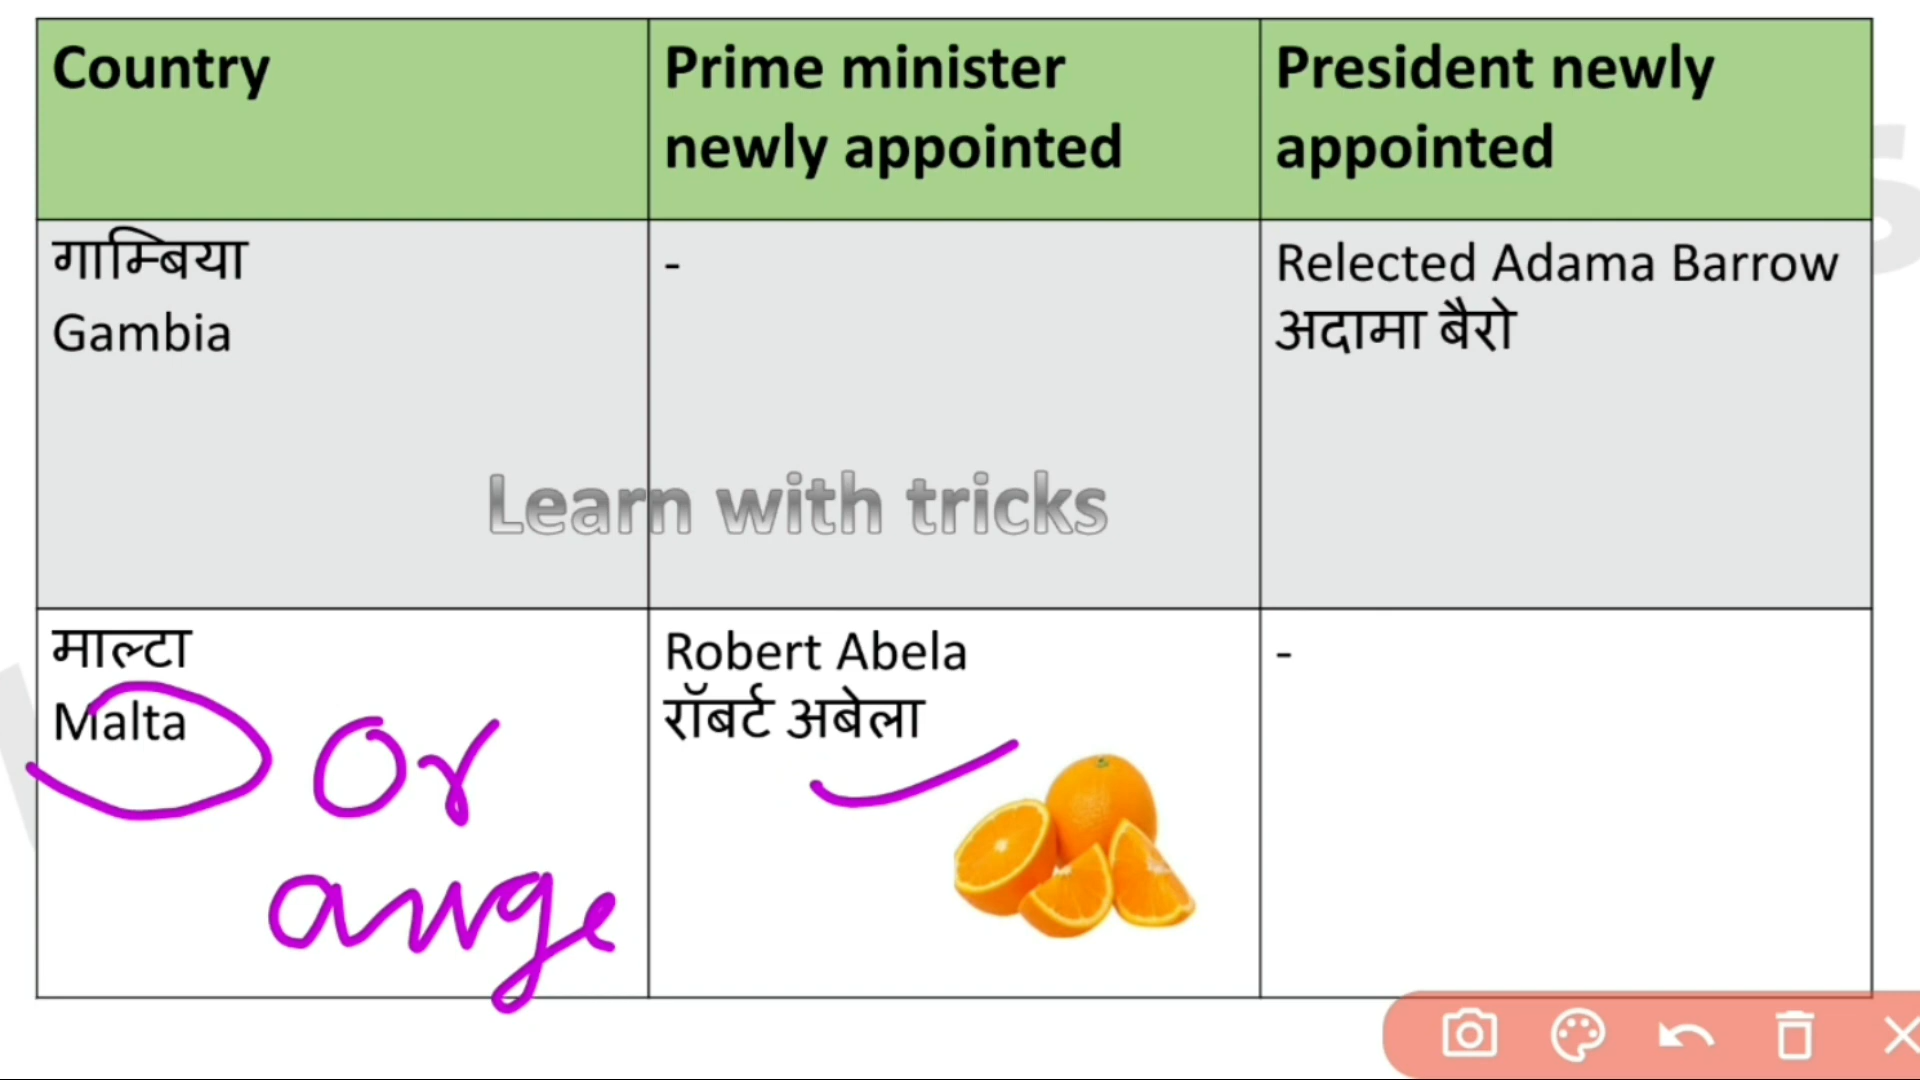 Country
Prime minister
newly appointed
President newly
appointed
गाम्बिया
Gambia
-
Relected Adama Barrow
अदामा बैरो
Learn with tricks
माल्टा
Malta
Or
ange
Robert Abela
रॉबर्ट अबेला
-